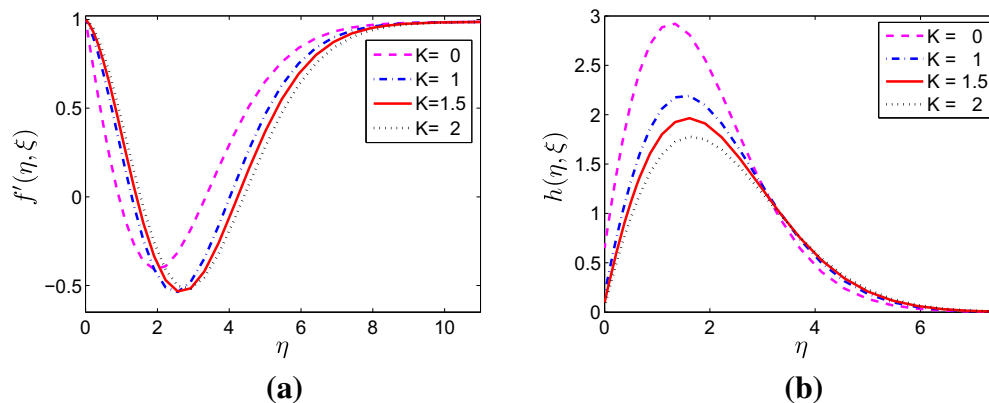 1
0.5
0
−0.5
f′(η, ξ)
0 2 4 6 8 10
η
K= 0
K= 1
K=1.5
K= 2
(a)
3
2.5
2
1.5
1
0.5
0
h(η, ξ)
0 2 4 6
η
K = 0
K = 1
K = 1.5
K = 2
(b)